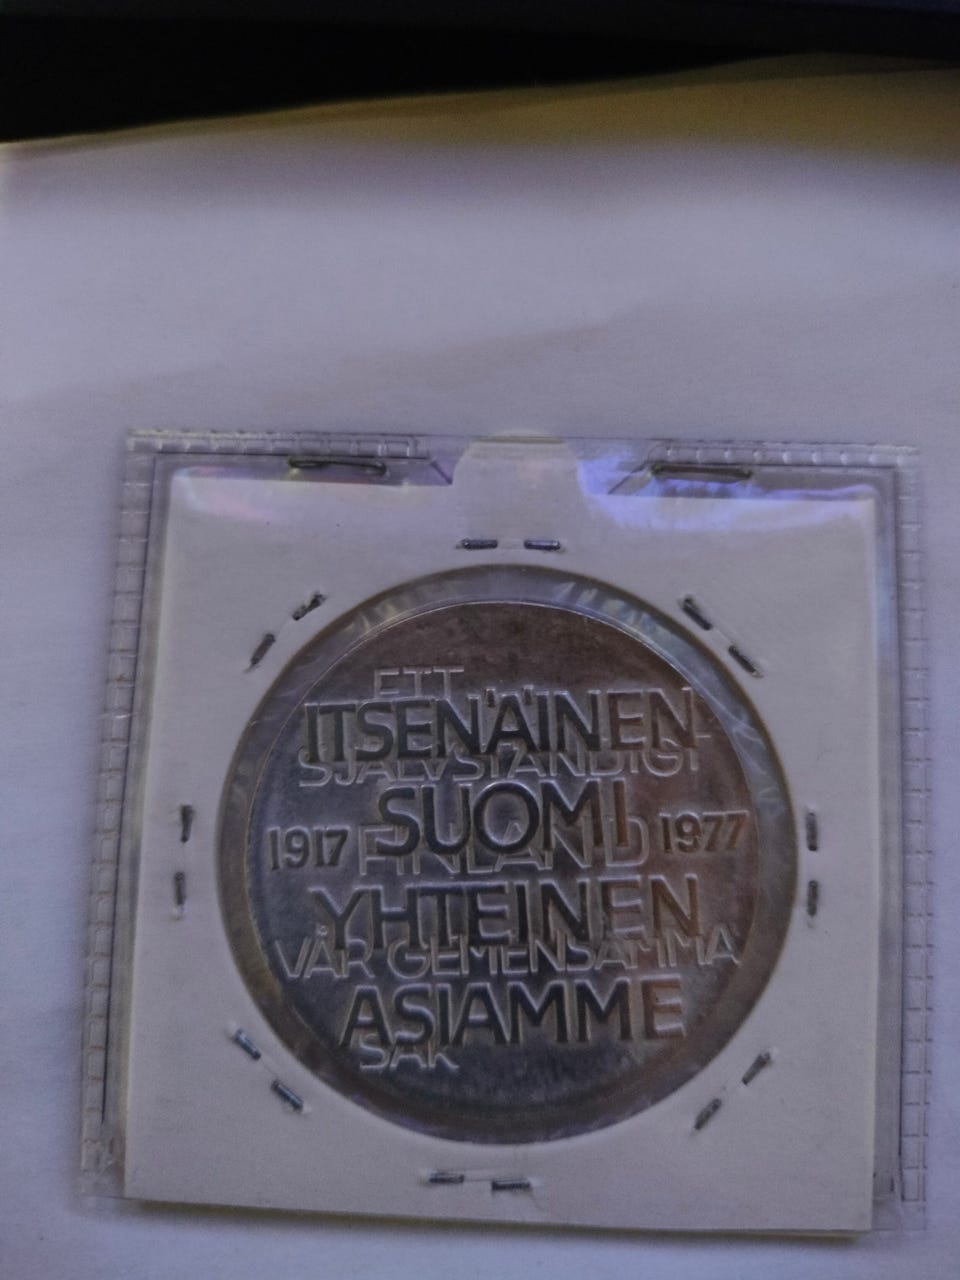 ETT
ITSENÄINEN
SJÄLVSTÄNDIGT
SUOMI
1917 FINLAND 1977
YHTEINEN
VÅR GEMENSAMMA
ASIAMME
SAK